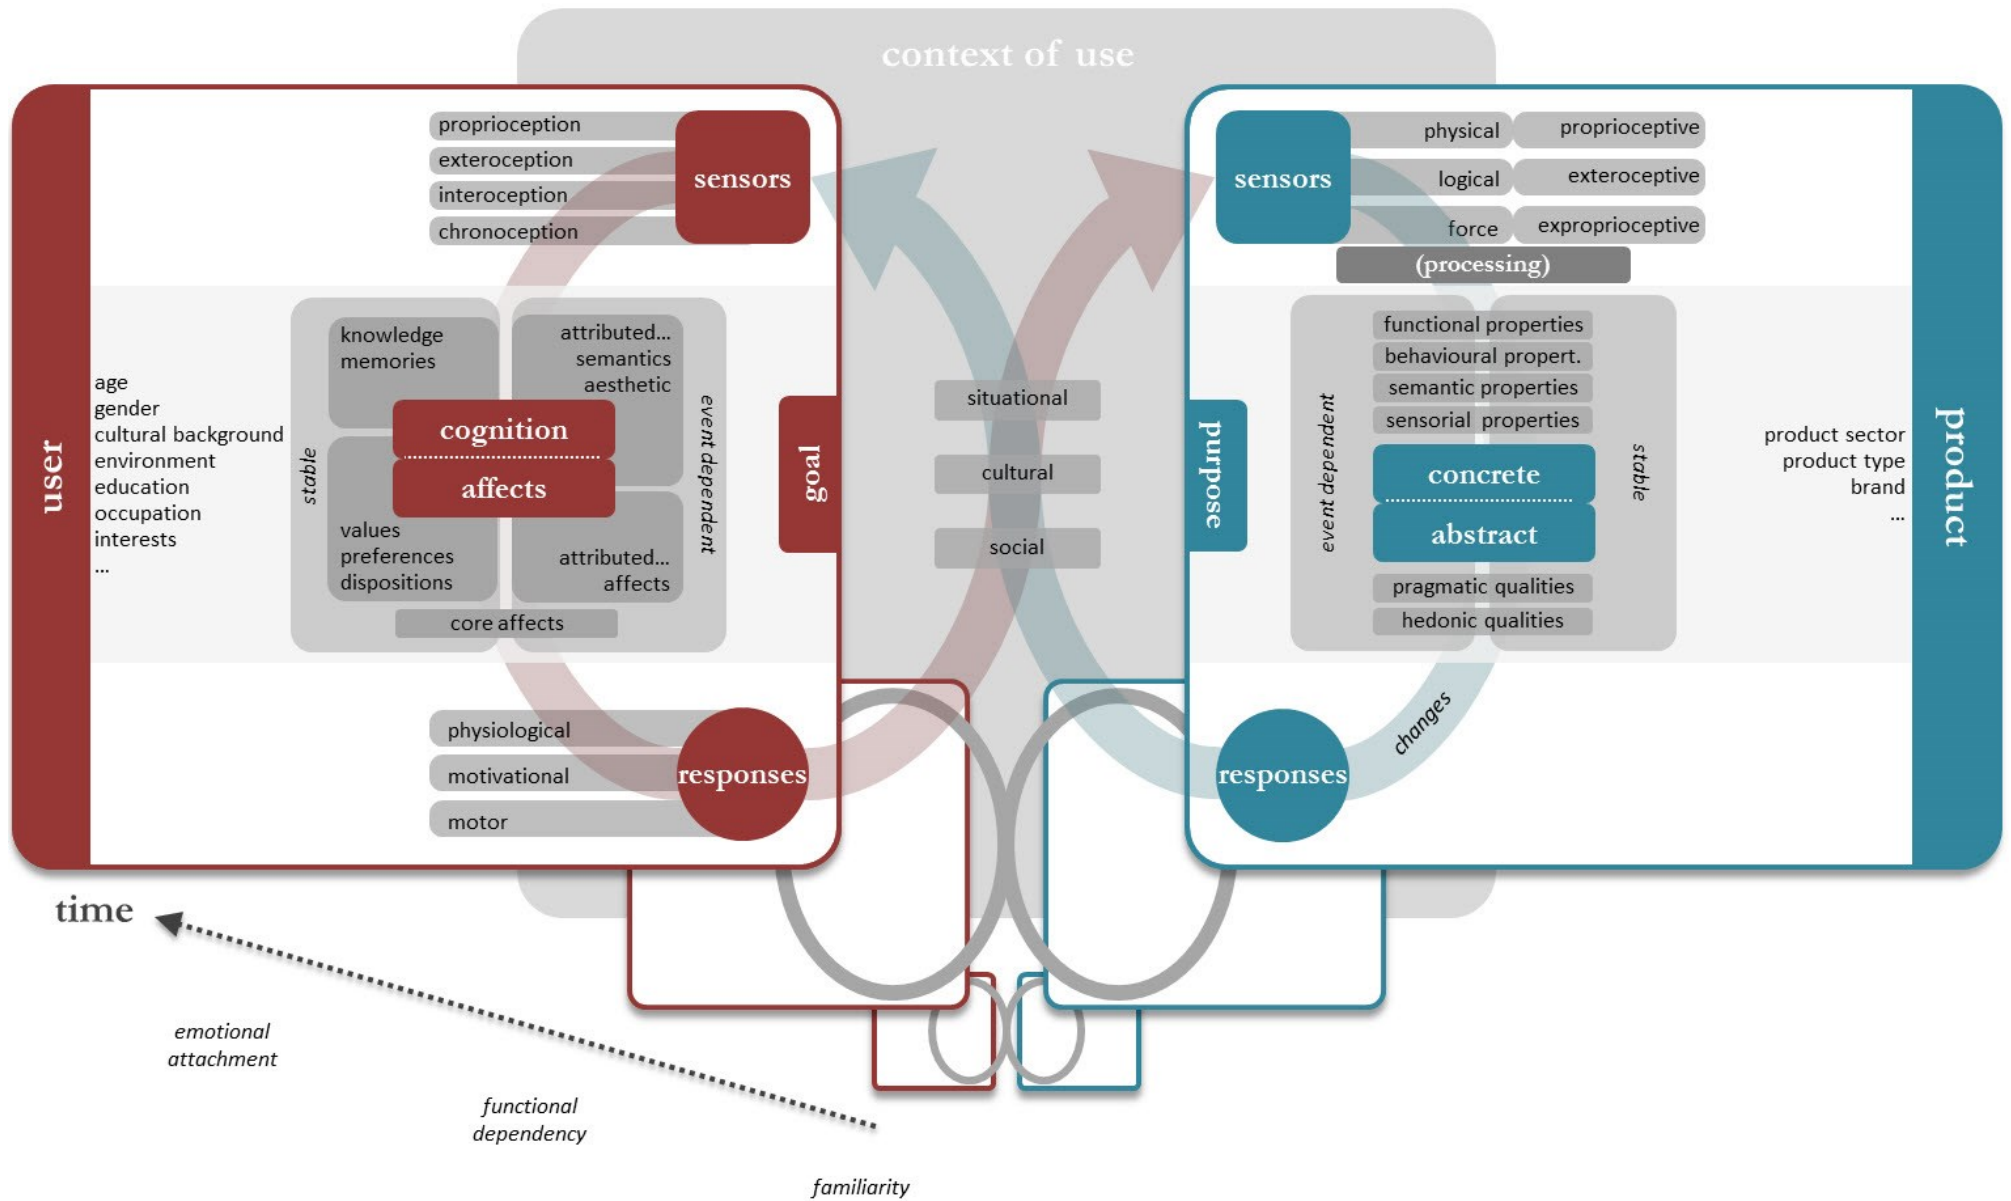 context of use
user
age
gender
cultural background
environment
education
occupation
interests
...
proprioception
exteroception
interoception
chronoception
sensors
stable
knowledge
memories
attributed...
semantics
aesthetic
cognition
affects
values
preferences
dispositions
attributed...
affects
core affects
event dependent
goal
physiological
motivational
motor
responses
situational
cultural
social
sensors
physical
proprioceptive
logical
exteroceptive
force
exproprioceptive
(processing)
purpose
event dependent
functional properties
behavioural propert.
semantic properties
sensorial properties
concrete
abstract
pragmatic qualities
hedonic qualities
stable
product sector
product type
brand
...
product
responses
changes
time
emotional
attachment
functional
dependency
familiarity